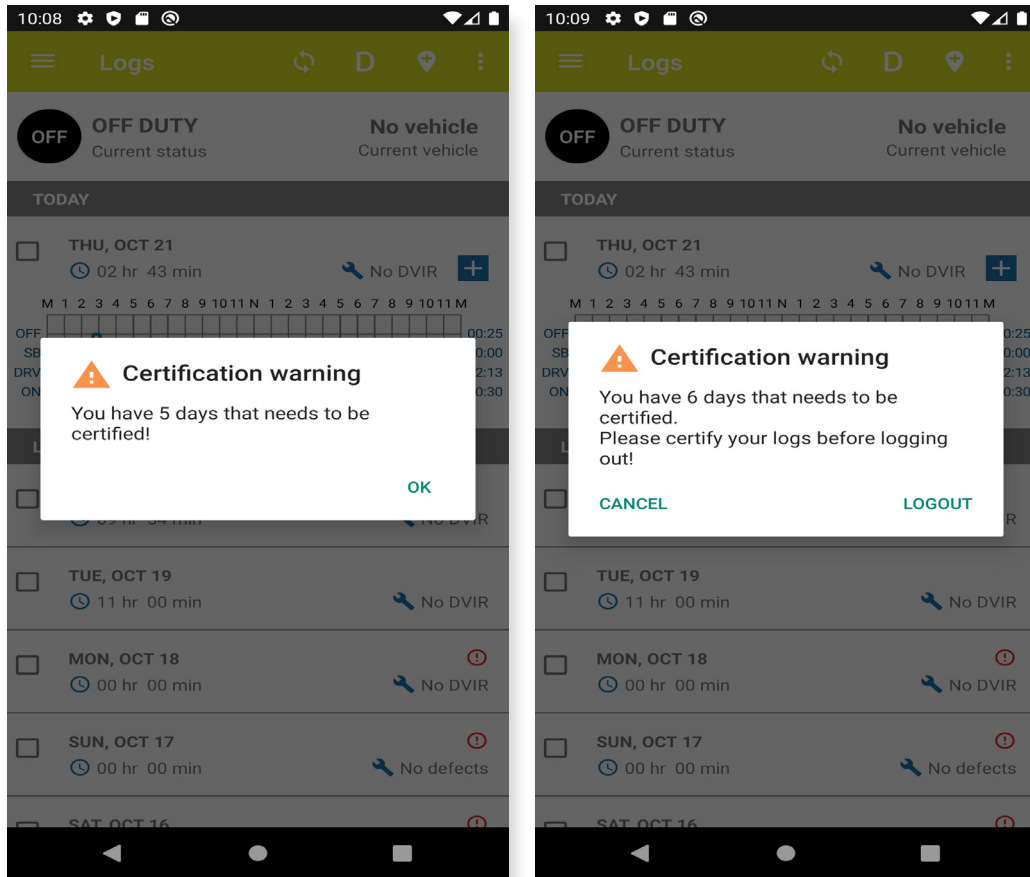 10:08
Logs D
OFF OFF DUTY No vehicle
Current status Current vehicle
TODAY
THU, OCT 21
02 hr 43 min No DVIR
M 1 2 3 4 5 6 7 8 9 10 11 N 1 2 3 4 5 6 7 8 9 10 11 M
OFF 00:25
SB 0:00
DRV 2:13
ON 0:30
Certification warning
You have 5 days that needs to be
certified!
OK
TUE, OCT 19
11 hr 00 min No DVIR
MON, OCT 18
00 hr 00 min No DVIR
SUN, OCT 17
00 hr 00 min No defects
SAT, OCT 16
10:09
Logs D
OFF OFF DUTY No vehicle
Current status Current vehicle
TODAY
THU, OCT 21
02 hr 43 min No DVIR
M 1 2 3 4 5 6 7 8 9 10 11 N 1 2 3 4 5 6 7 8 9 10 11 M
OFF 0:25
SB 0:00
DRV 2:13
ON 0:30
Certification warning
You have 6 days that needs to be
certified.
Please certify your logs before logging
out!
CANCEL LOGOUT
TUE, OCT 19
11 hr 00 min No DVIR
MON, OCT 18
00 hr 00 min No DVIR
SUN, OCT 17
00 hr 00 min No defects
SAT, OCT 16